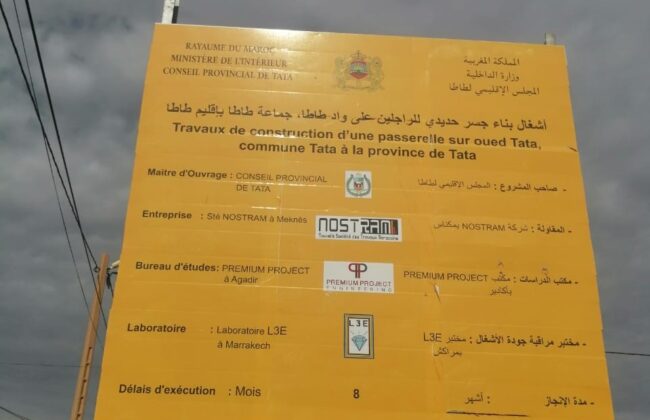 RAYAUME DU MAROC
MINISTÈRE DE L'INTÉRIEUR
CONSEIL PROVINCIAL DE TATA
المملكة المغربية
وزارة الداخلية
المجلس الإقليمي لطاطا
أشغال بناء جسر حديدي للراجلين على واد طاطا، جماعة طاطا بإقليم طاطا
Travaux de construction d'une passerelle sur oued Tata,
commune Tata à la province de Tata
Maitre d'Ouvrage : CONSEIL PROVINCIAL
DE TATA
- صاحب المشروع : المجلس الإقليمي لطاطا
Entreprise : Sté NOSTRAM à Meknès
NOSTRAM
- المقاولة : شركة NOSTRAM بمكناس
Bureau d'études: PREMIUM PROJECT
à Agadir
PREMIUM PROJECT
ENGINEERING
- مكتب الدراسات : مكتب PREMIUM PROJECT
بأكادير
Laboratoire : Laboratoire L3E
à Marrakech
L3E
- مختبر مراقبة جودة الأشغال : مختبر L3E
بمراكش
Délais d'exécution : Mois 8
- مدة الإنجاز : أشهر